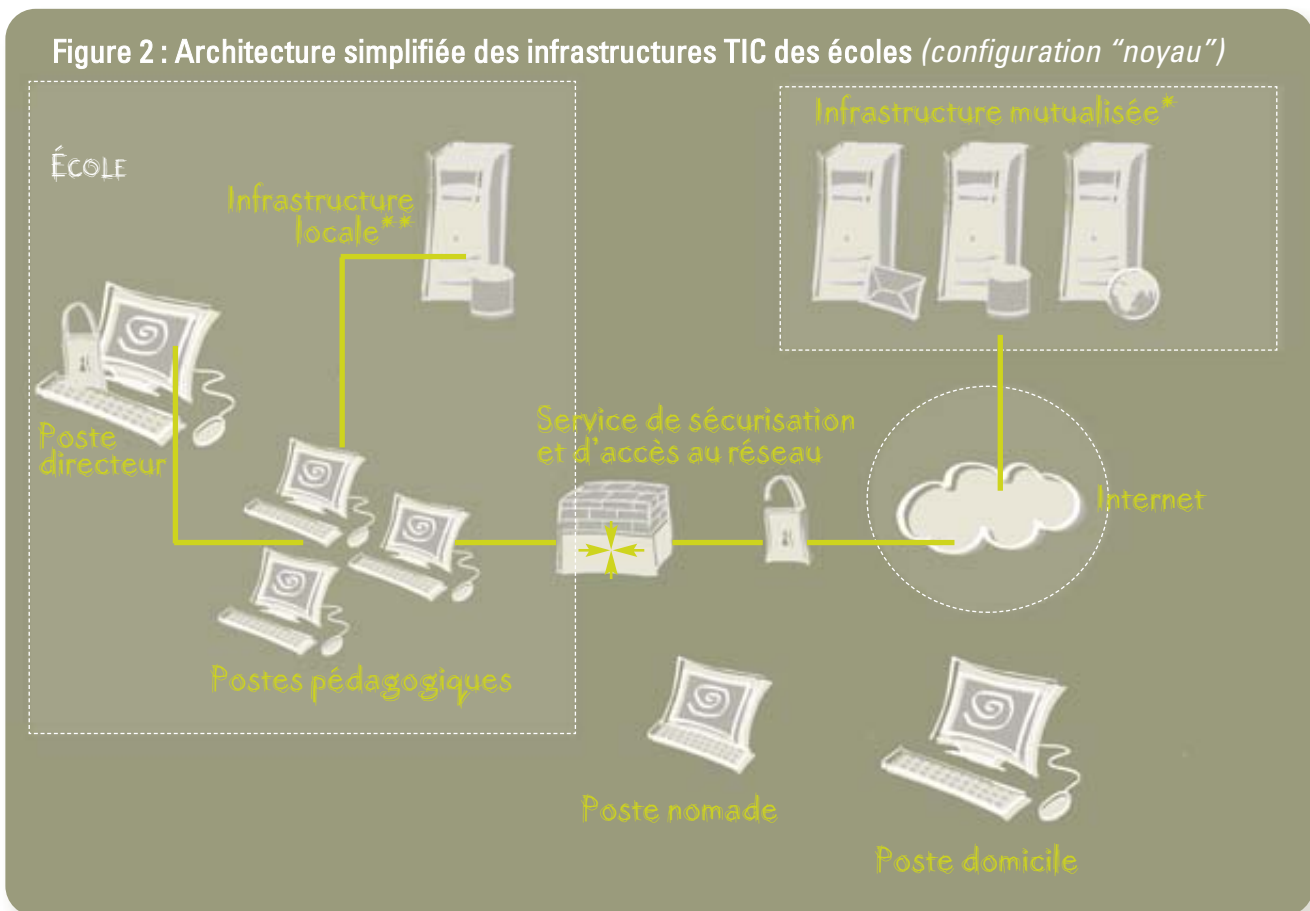 Figure 2 : Architecture simplifiée des infrastructures TIC des écoles (configuration “noyau”)
ÉCOLE
Infrastructure
locale**
Infrastructure mutualisée*
Poste
directeur
Service de sécurisation
et d'accès au réseau
Internet
Postes pédagogiques
Poste nomade
Poste domicile